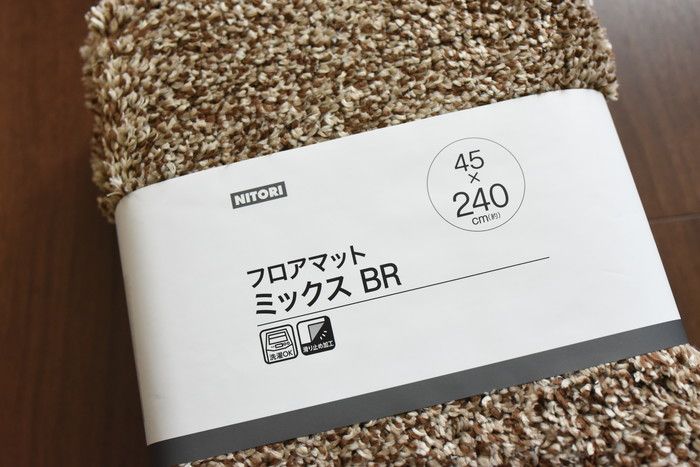 NITORI
45
×
240
cm(約)
フロアマット
ミックス BR
洗濯OK
滑り止め加工